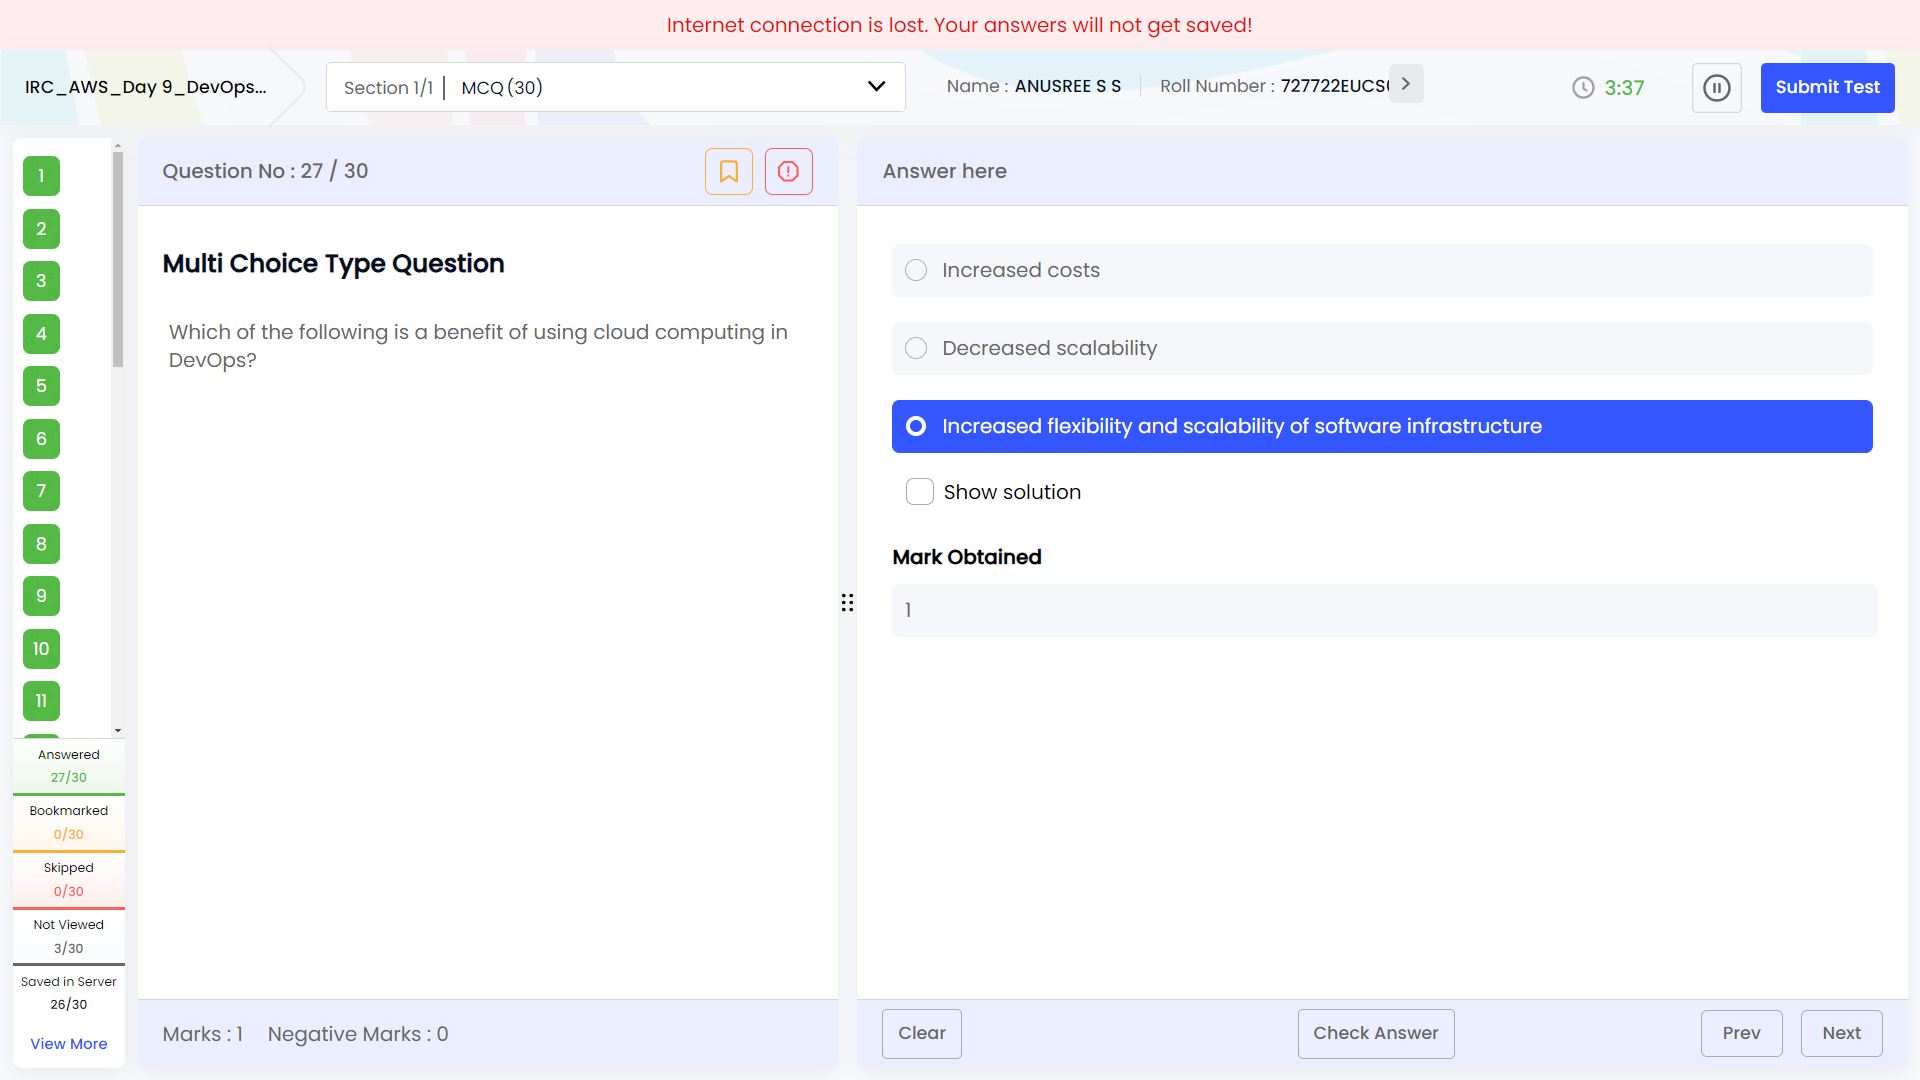 Internet connection is lost. Your answers will not get saved!
IRC_AWS_Day 9_DevOps...
Section 1/1 | MCQ (30)
Name : ANUSREE S S
Roll Number :
3:37
Submit Test
1
2
3
4
5
6
7
8
9
10
11
Answered
27/30
Bookmarked
0/30
Skipped
0/30
Not Viewed
3/30
Saved in Server
26/30
View More
Question No : 27 / 30
Multi Choice Type Question
Which of the following is a benefit of using cloud computing in
DevOps?
Marks : 1 Negative Marks : 0
Answer here
Increased costs
Decreased scalability
Increased flexibility and scalability of software infrastructure
Show solution
Mark Obtained
1
Clear
Check Answer
Prev
Next